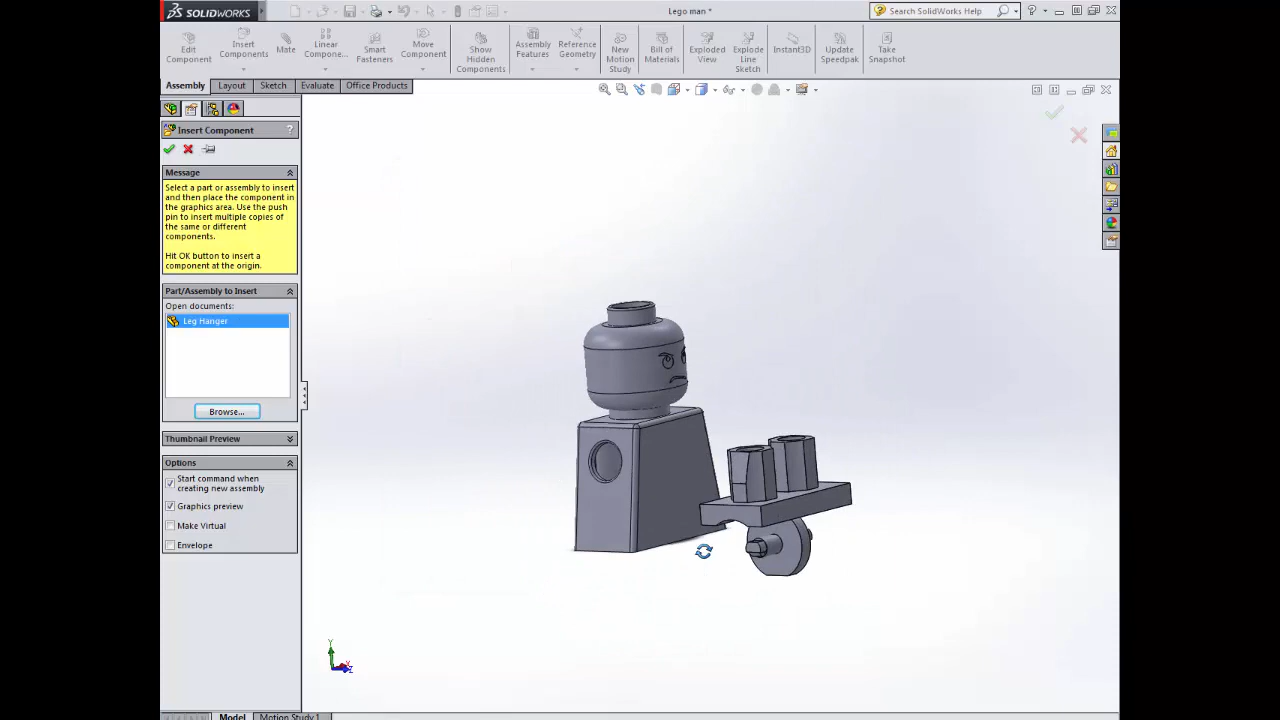 SOLIDWORKS
Lego man *
Search SolidWorks Help
Edit Component
Insert Components
Mate
Linear Compone...
Smart Fasteners
Move Component
Show Hidden Components
Assembly Features
Reference Geometry
New Motion Study
Bill of Materials
Exploded View
Explode Line Sketch
Instant3D
Update Speedpak
Take Snapshot
Assembly
Layout
Sketch
Evaluate
Office Products
Insert Component
?
Message
Select a part or assembly to insert
and then place the component in
the graphics area. Use the push
pin to insert multiple copies of
the same or different
components.
Hit OK button to insert a
component at the origin.
Part/Assembly to Insert
Open documents:
Leg Hanger
Browse...
Thumbnail Preview
Options
Start command when
creating new assembly
Graphics preview
Make Virtual
Envelope
Y
X
Z
Model
Motion Study 1